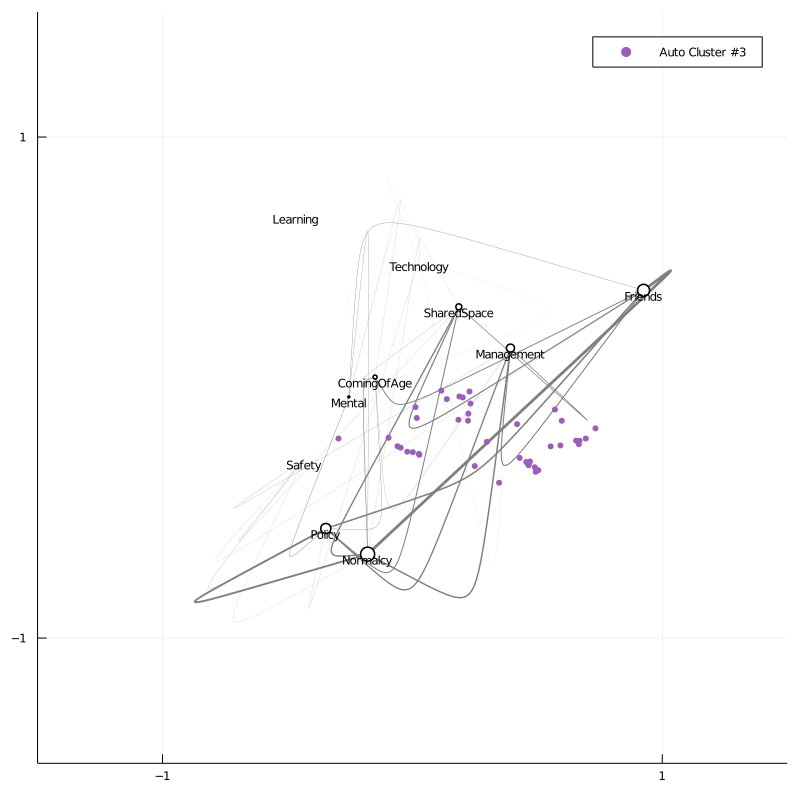 Auto Cluster #3
1
Learning
Technology
Friends
SharedSpace
Management
ComingOfAge
Mental
Safety
Policy
Normalcy
−1
−1
1